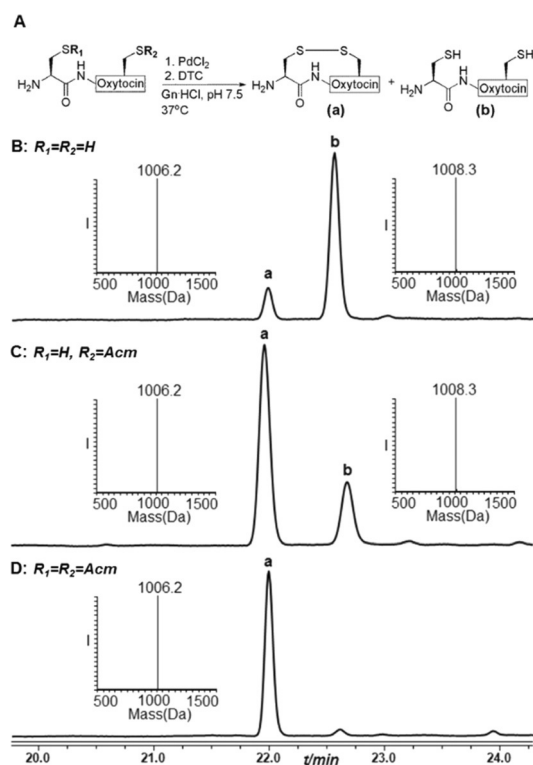 A
SR₁
SR₂
H₂N
O
H
N
Oxytocin
1. PdCl₂
2. DTC
Gn·HCl, pH 7.5
37ºC
S
S
H₂N
O
HN
Oxytocin
(a)
+
SH
SH
H₂N
O
H
N
Oxytocin
(b)
B: R₁=R₂=H
1006.2
I
500 1000 1500
Mass(Da)
a
b
1008.3
I
500 1000 1500
Mass(Da)
C: R₁=H, R₂=Acm
1006.2
I
500 1000 1500
Mass(Da)
a
b
1008.3
I
500 1000 1500
Mass(Da)
D: R₁=R₂=Acm
1006.2
I
500 1000 1500
Mass(Da)
a
20.0 21.0 22.0 t/min 23.0 24.0